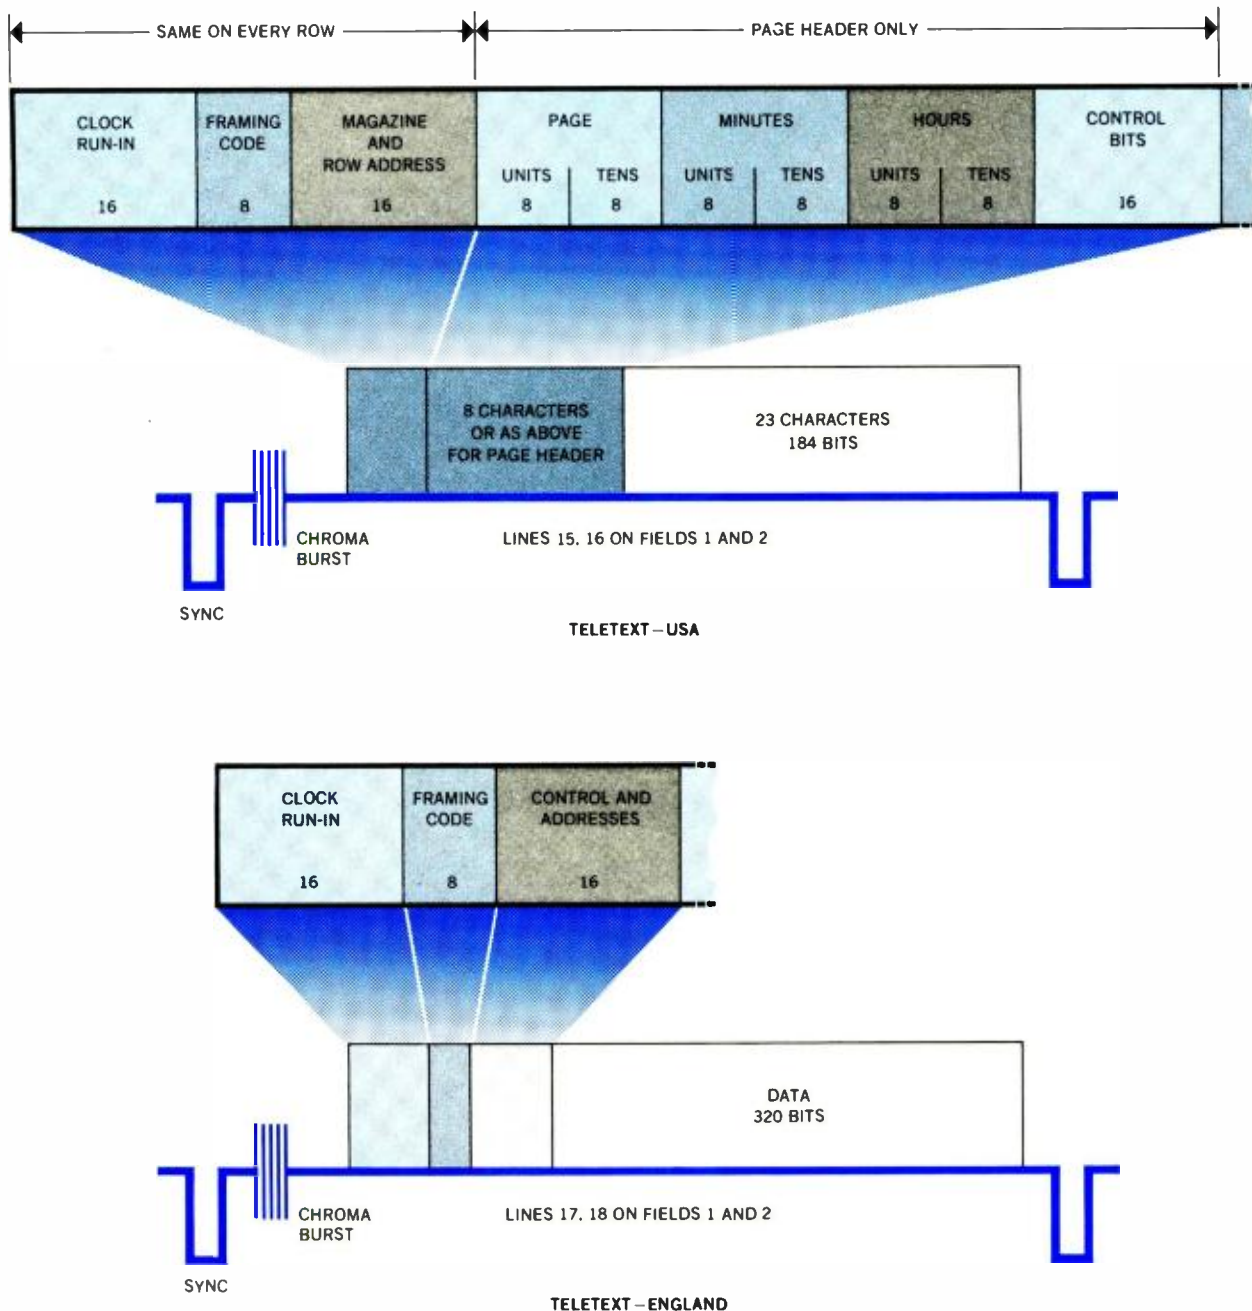 SAME ON EVERY ROW
PAGE HEADER ONLY
CLOCK
RUN-IN
16
FRAMING
CODE
8
MAGAZINE
AND
ROW ADDRESS
16
PAGE
UNITS
8
TENS
8
MINUTES
UNITS
8
TENS
8
HOURS
UNITS
8
TENS
8
CONTROL
BITS
16
8 CHARACTERS
OR AS ABOVE
FOR PAGE HEADER
23 CHARACTERS
184 BITS
CHROMA
BURST
LINES 15, 16 ON FIELDS 1 AND 2
SYNC
TELETEXT–USA
CLOCK
RUN-IN
16
FRAMING
CODE
8
CONTROL AND
ADDRESSES
16
DATA
320 BITS
CHROMA
BURST
LINES 17, 18 ON FIELDS 1 AND 2
SYNC
TELETEXT–ENGLAND